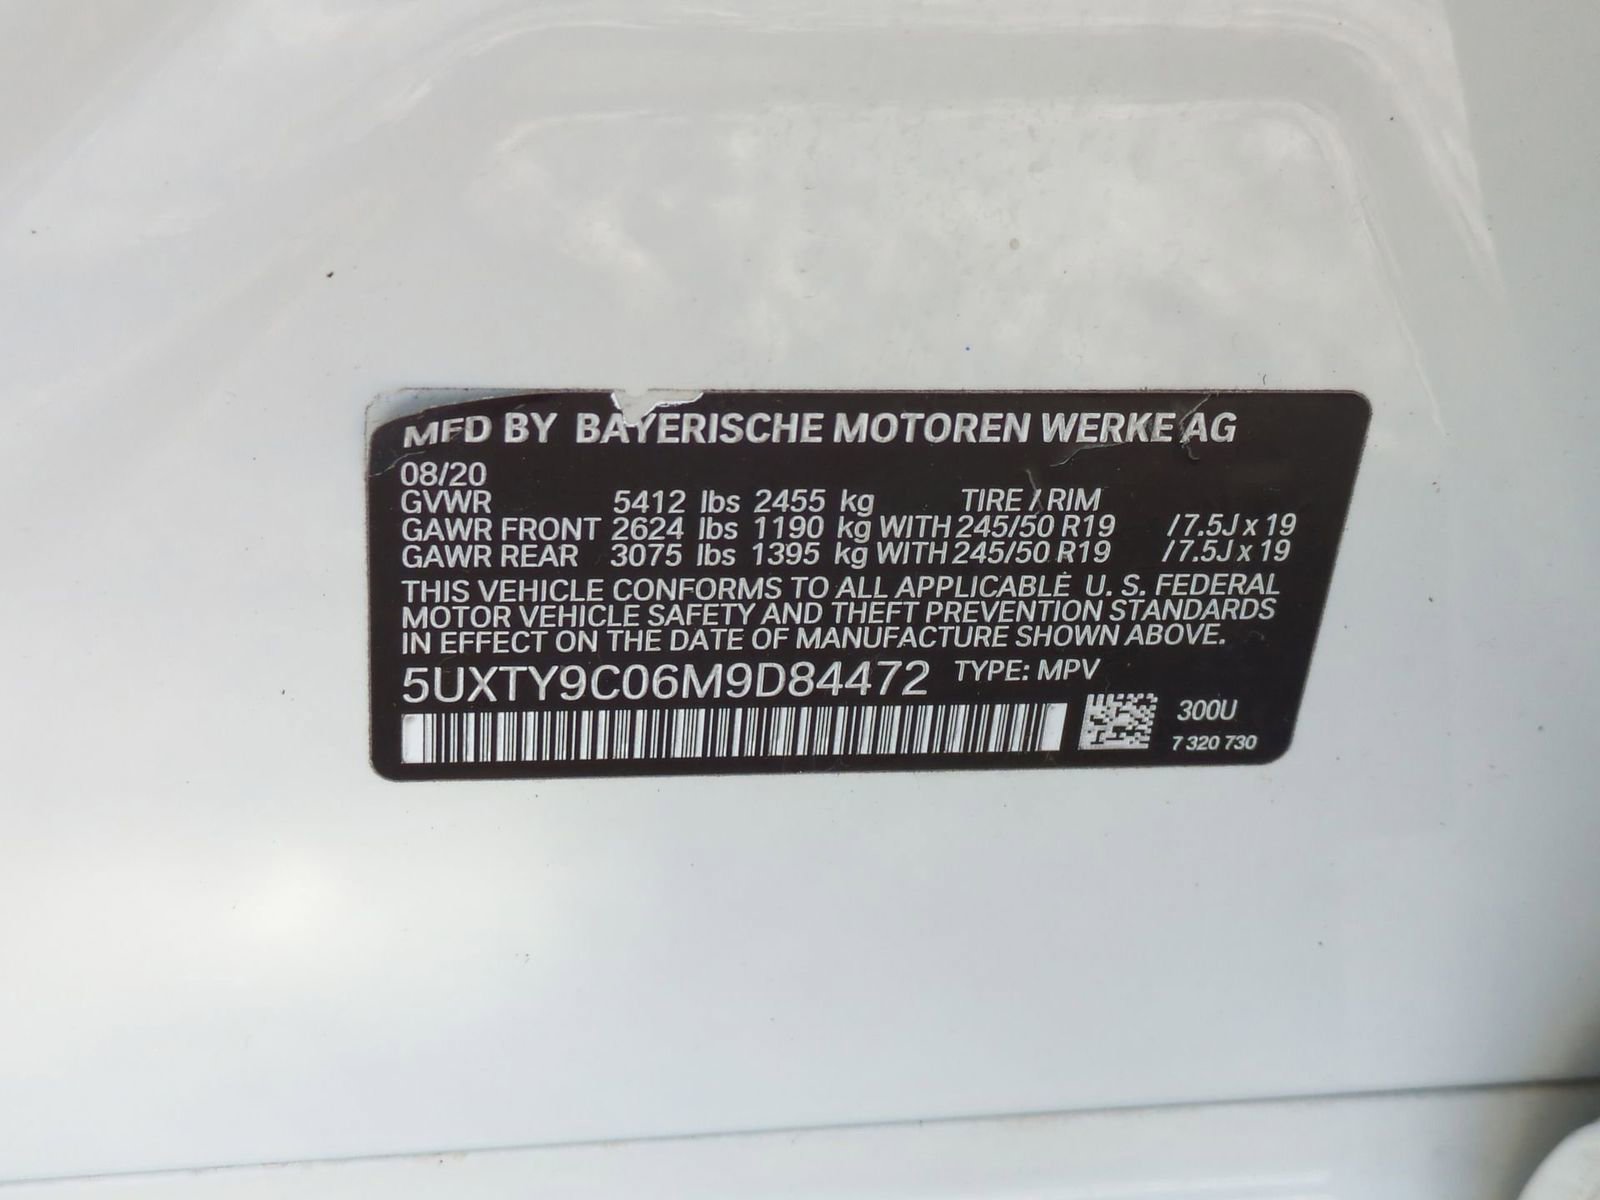 MFD BY BAYERISCHE MOTOREN WERKE AG
08/20
GVWR 5412 lbs 2455 kg TIRE / RIM
GAWR FRONT 2624 lbs 1190 kg WITH 245/50 R19 / 7.5J x 19
GAWR REAR 3075 lbs 1395 kg WITH 245/50 R19 / 7.5J x 19
THIS VEHICLE CONFORMS TO ALL APPLICABLE U. S. FEDERAL
MOTOR VEHICLE SAFETY AND THEFT PREVENTION STANDARDS
IN EFFECT ON THE DATE OF MANUFACTURE SHOWN ABOVE.
5UXTY9C06M9D84472 TYPE: MPV
300U
7 320 730